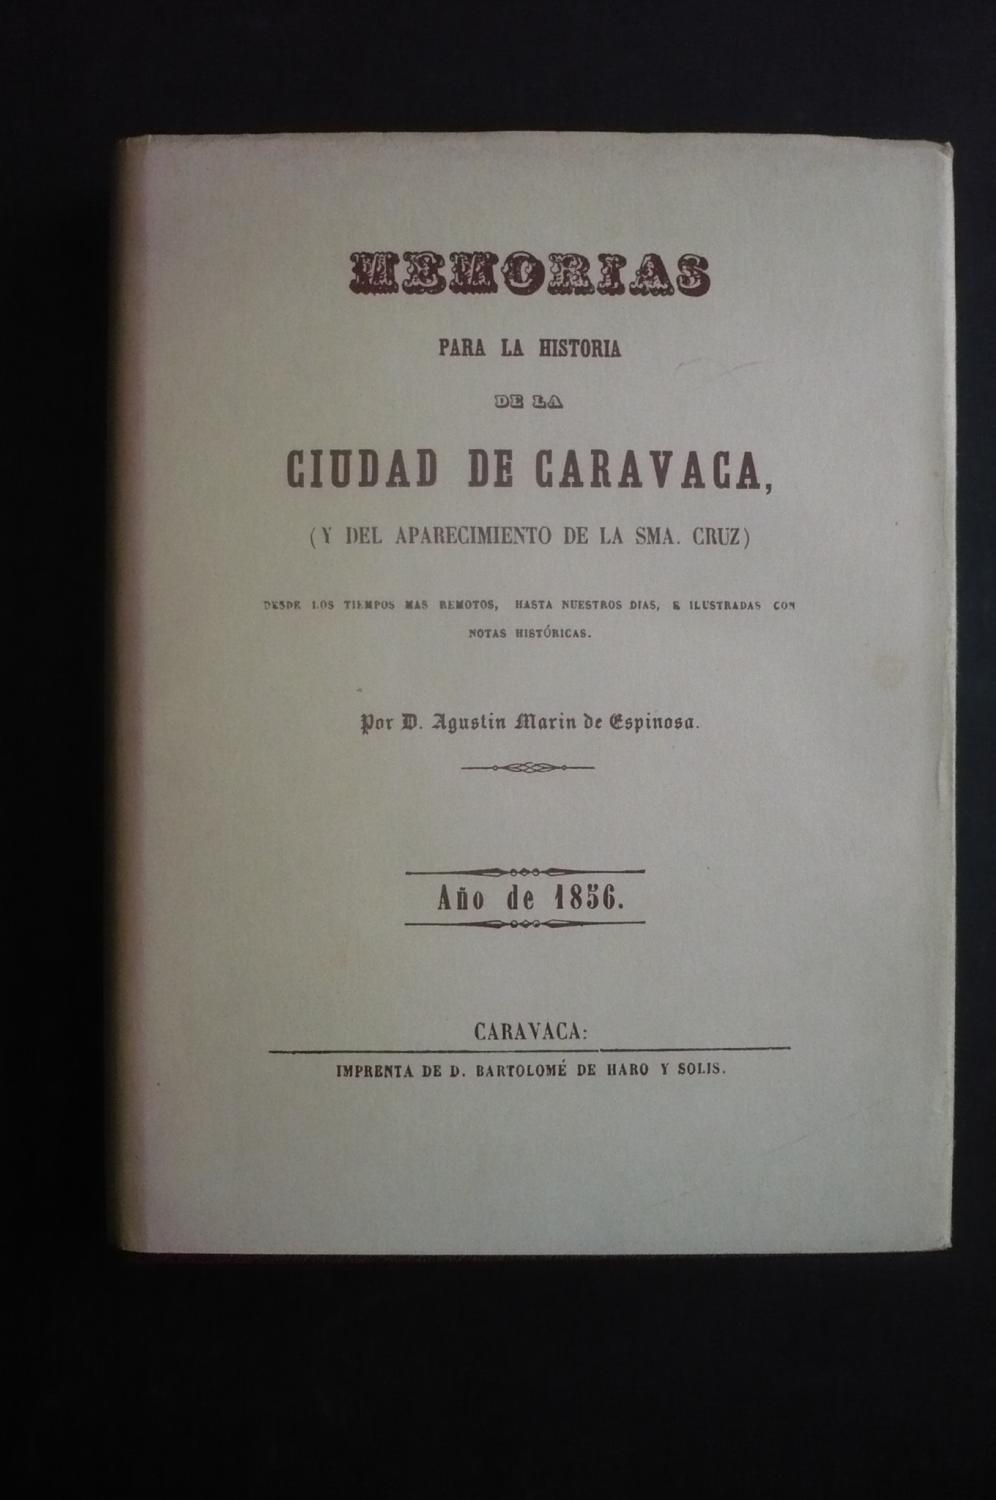 MEMORIAS
PARA LA HISTORIA
DE LA
CIUDAD DE CARAVACA,
(Y DEL APARECIMIENTO DE LA SMA. CRUZ)
DESDE LOS TIEMPOS MAS REMOTOS, HASTA NUESTROS DIAS, E ILUSTRADAS CON
NOTAS HISTÓRICAS.
Por D. Agustin Marin de Espinosa.
Año de 1856.
CARAVACA:
IMPRENTA DE D. BARTOLOMÉ DE HARO Y SOLIS.